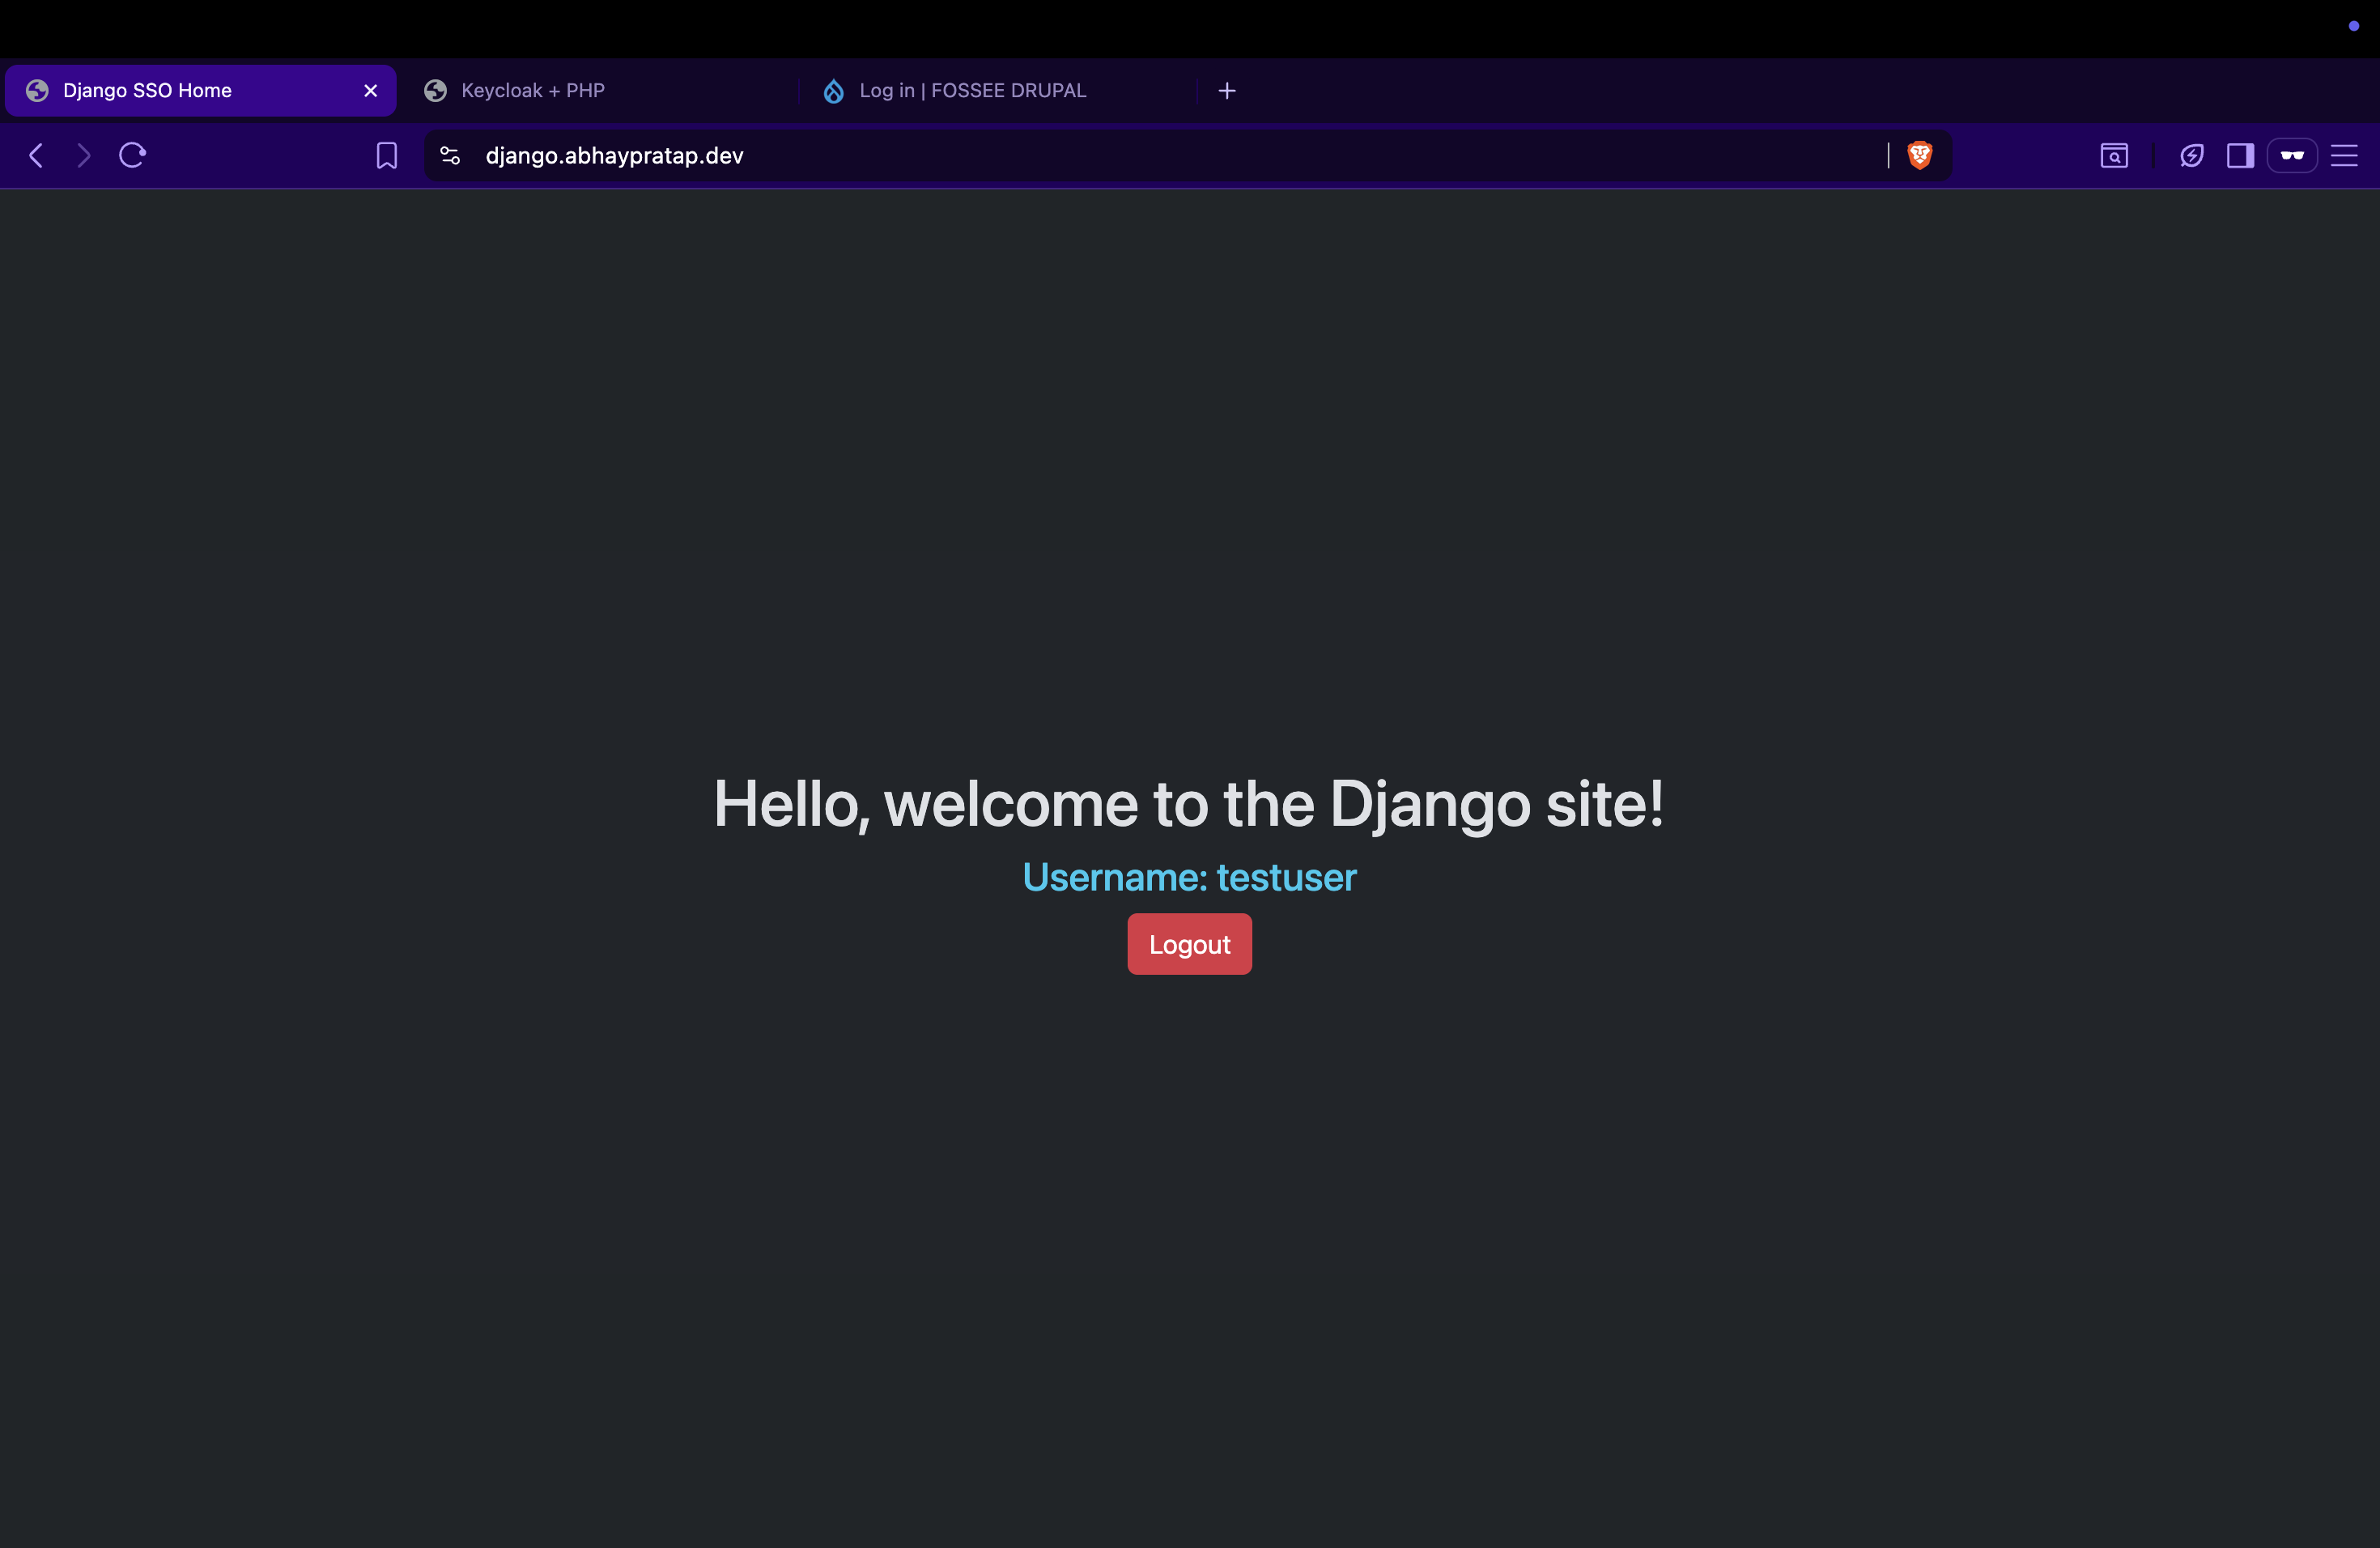 Django SSO Home
Keycloak + PHP
Log in | FOSSEE DRUPAL
django.abhaypratap.dev
Hello, welcome to the Django site!
Username: testuser
Logout